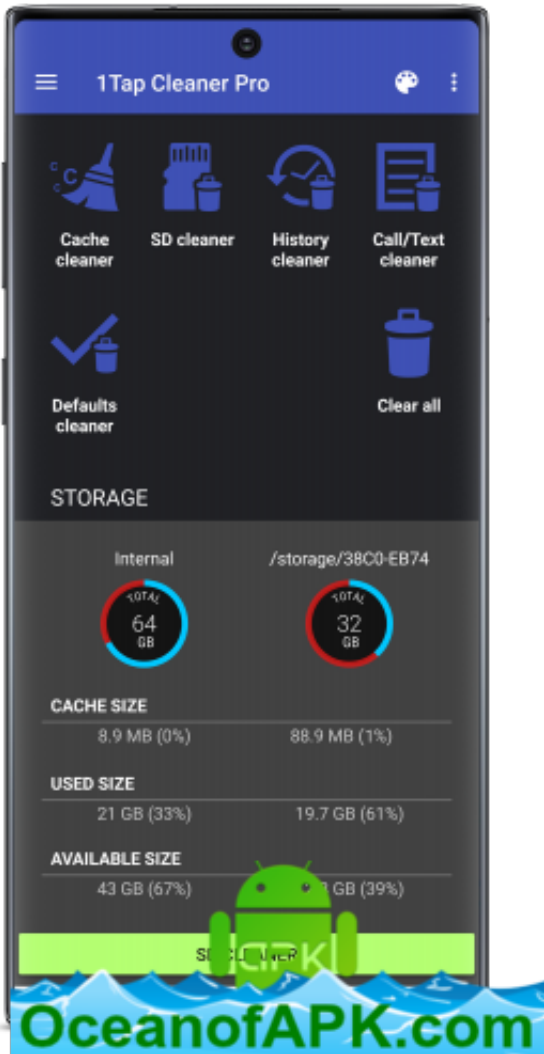 1Tap Cleaner Pro
Cache cleaner
SD cleaner
History cleaner
Call/Text cleaner
Defaults cleaner
Clear all
STORAGE
Internal
/storage/38C0-EB74
TOTAL 64 GB
TOTAL 32 GB
CACHE SIZE
8.9 MB (0%)
88.9 MB (1%)
USED SIZE
21 GB (33%)
19.7 GB (61%)
AVAILABLE SIZE
43 GB (67%)
GB (39%)
APK
OceanofAPK.com